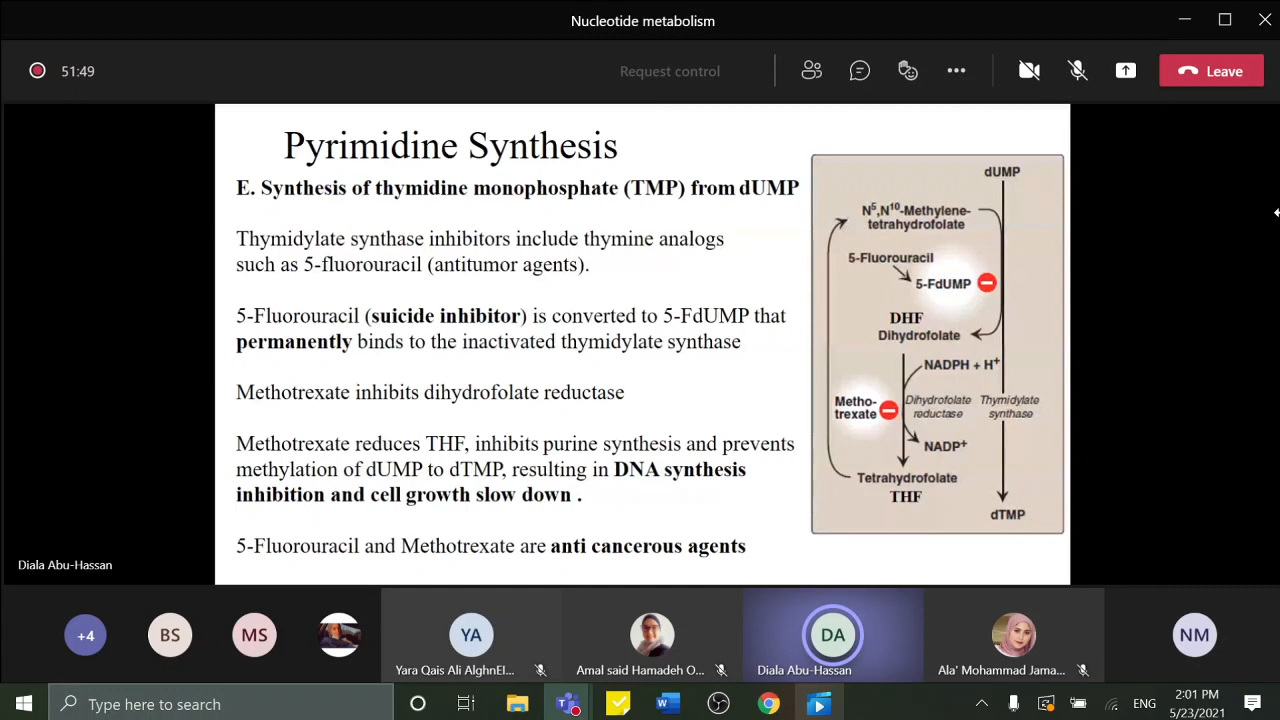 Nucleotide metabolism
51:49
Request control
Leave
Pyrimidine Synthesis
E. Synthesis of thymidine monophosphate (TMP) from dUMP
Thymidylate synthase inhibitors include thymine analogs
such as 5-fluorouracil (antitumor agents).
5-Fluorouracil (suicide inhibitor) is converted to 5-FdUMP that
permanently binds to the inactivated thymidylate synthase
Methotrexate inhibits dihydrofolate reductase
Methotrexate reduces THF, inhibits purine synthesis and prevents
methylation of dUMP to dTMP, resulting in DNA synthesis
inhibition and cell growth slow down .
5-Fluorouracil and Methotrexate are anti cancerous agents
dUMP
N5,N10-Methylene-
tetrahydrofolate
5-Fluorouracil
5-FdUMP
DHF
Dihydrofolate
NADPH + H+
Metho-
trexate
Dihydrofolate
reductase
Thymidylate
synthase
NADP+
Tetrahydrofolate
THF
dTMP
Diala Abu-Hassan
+4
BS
MS
YA
Yara Qais Ali AlghnEl...
Amal said Hamadeh O...
DA
Diala Abu-Hassan
Ala' Mohammad Jama...
NM
Type here to search
ENG
2:01 PM
5/23/2021